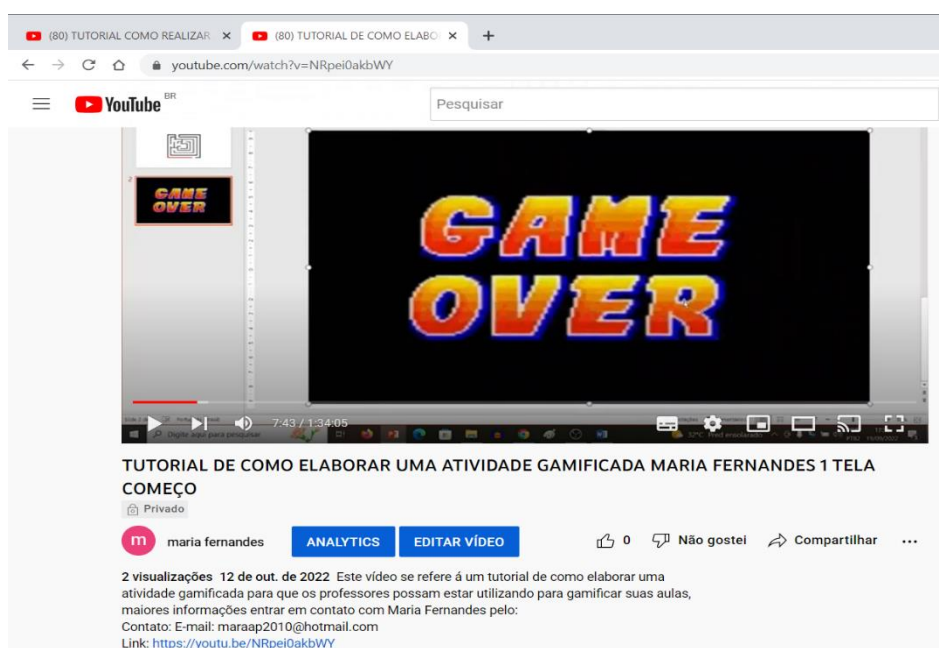 (80) TUTORIAL COMO REALIZAR
(80) TUTORIAL DE COMO ELABO
youtube.com/watch?v=NRpei0akbWY
YouTube BR
Pesquisar
2
GAME
OVER
GAME
OVER
7:43 / 1:34:05
Digite aqui para pesquisar
TUTORIAL DE COMO ELABORAR UMA ATIVIDADE GAMIFICADA MARIA FERNANDES 1 TELA
COMEÇO
Privado
m maria fernandes ANALYTICS EDITAR VÍDEO 0 Não gostei Compartilhar
2 visualizações 12 de out. de 2022 Este vídeo se refere á um tutorial de como elaborar uma
atividade gamificada para que os professores possam estar utilizando para gamificar suas aulas,
maiores informações entrar em contato com Maria Fernandes pelo:
Contato: E-mail: maraap2010@hotmail.com
Link: https://youtu.be/NRpei0akbWY